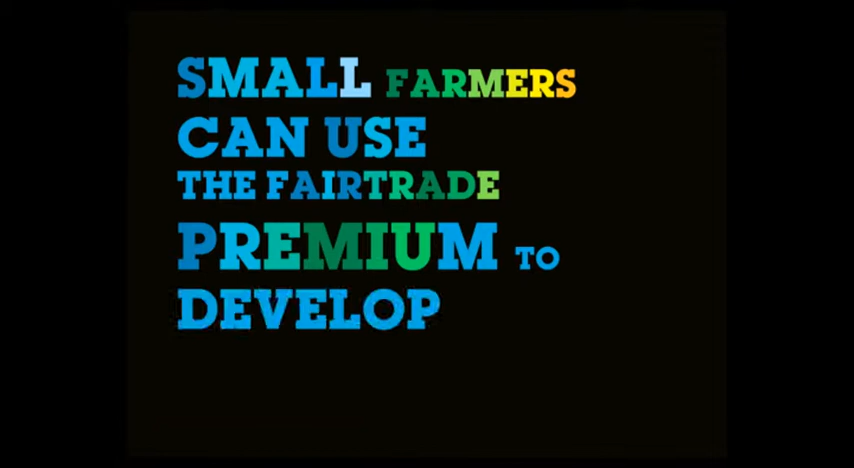 SMALL FARMERS
CAN USE
THE FAIRTRADE
PREMIUM TO
DEVELOP